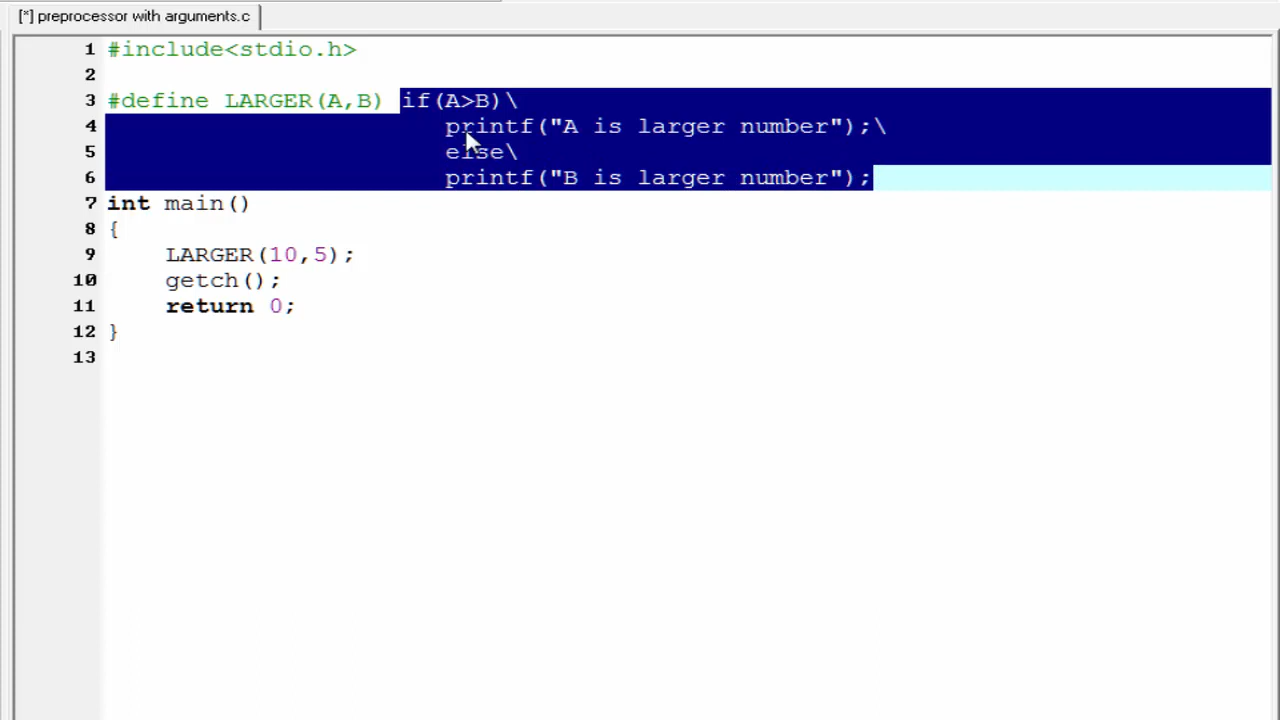 [*] preprocessor with arguments.c
1 #include<stdio.h>
2
3 #define LARGER(A,B) if(A>B)\
4 printf("A is larger number");\
5 else\
6 printf("B is larger number");
7 int main()
8 {
9 LARGER(10,5);
10 getch();
11 return 0;
12 }
13